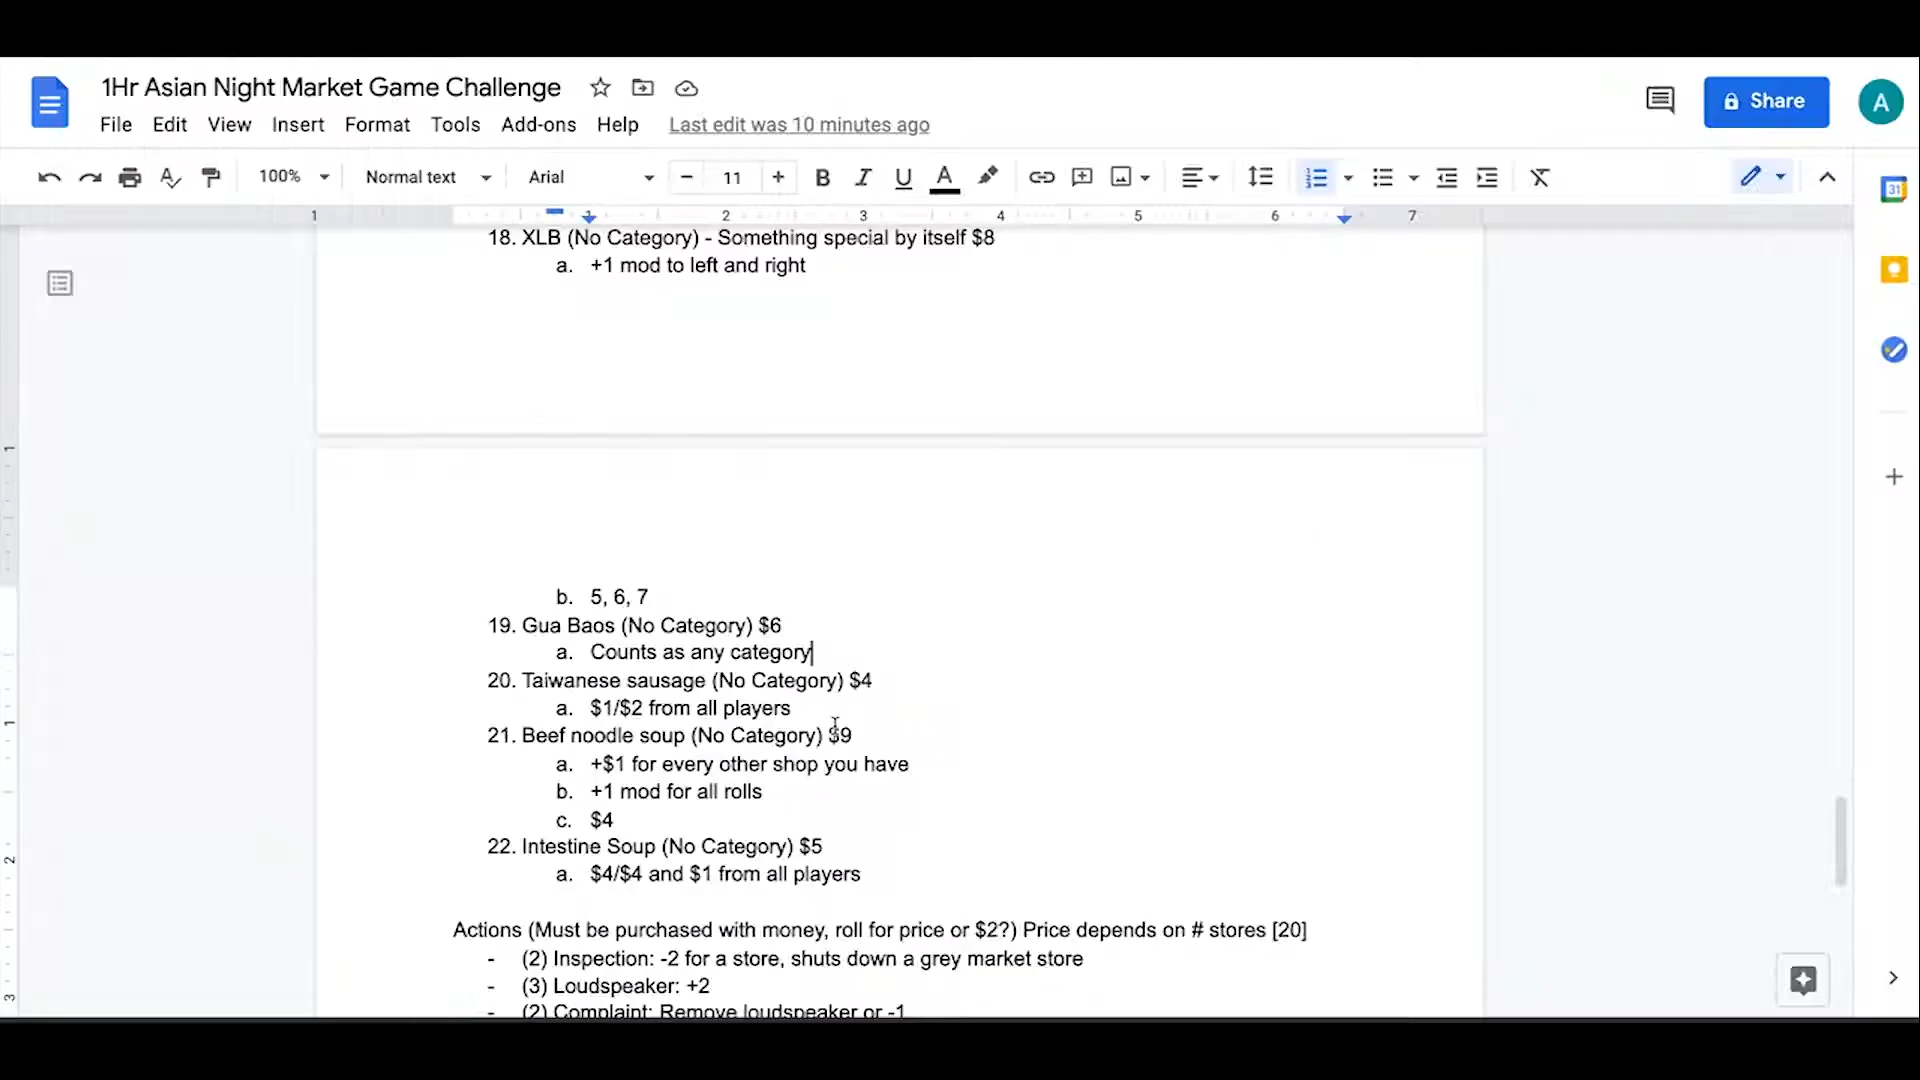 1Hr Asian Night Market Game Challenge
Share
A
File Edit View Insert Format Tools Add-ons Help Last edit was 10 minutes ago
100% Normal text Arial - 11 + B I U A
31
1 1 2 3 4 5 6 7
18. XLB (No Category) - Something special by itself $8
a. +1 mod to left and right
1
b. 5, 6, 7
19. Gua Baos (No Category) $6
a. Counts as any category
20. Taiwanese sausage (No Category) $4
a. $1/$2 from all players
1
21. Beef noodle soup (No Category) $9
a. +$1 for every other shop you have
b. +1 mod for all rolls
c. $4
22. Intestine Soup (No Category) $5
2
a. $4/$4 and $1 from all players
Actions (Must be purchased with money, roll for price or $2?) Price depends on # stores [20]
- (2) Inspection: -2 for a store, shuts down a grey market store
- (3) Loudspeaker: +2
3
- (2) Complaint: Remove loudspeaker or -1